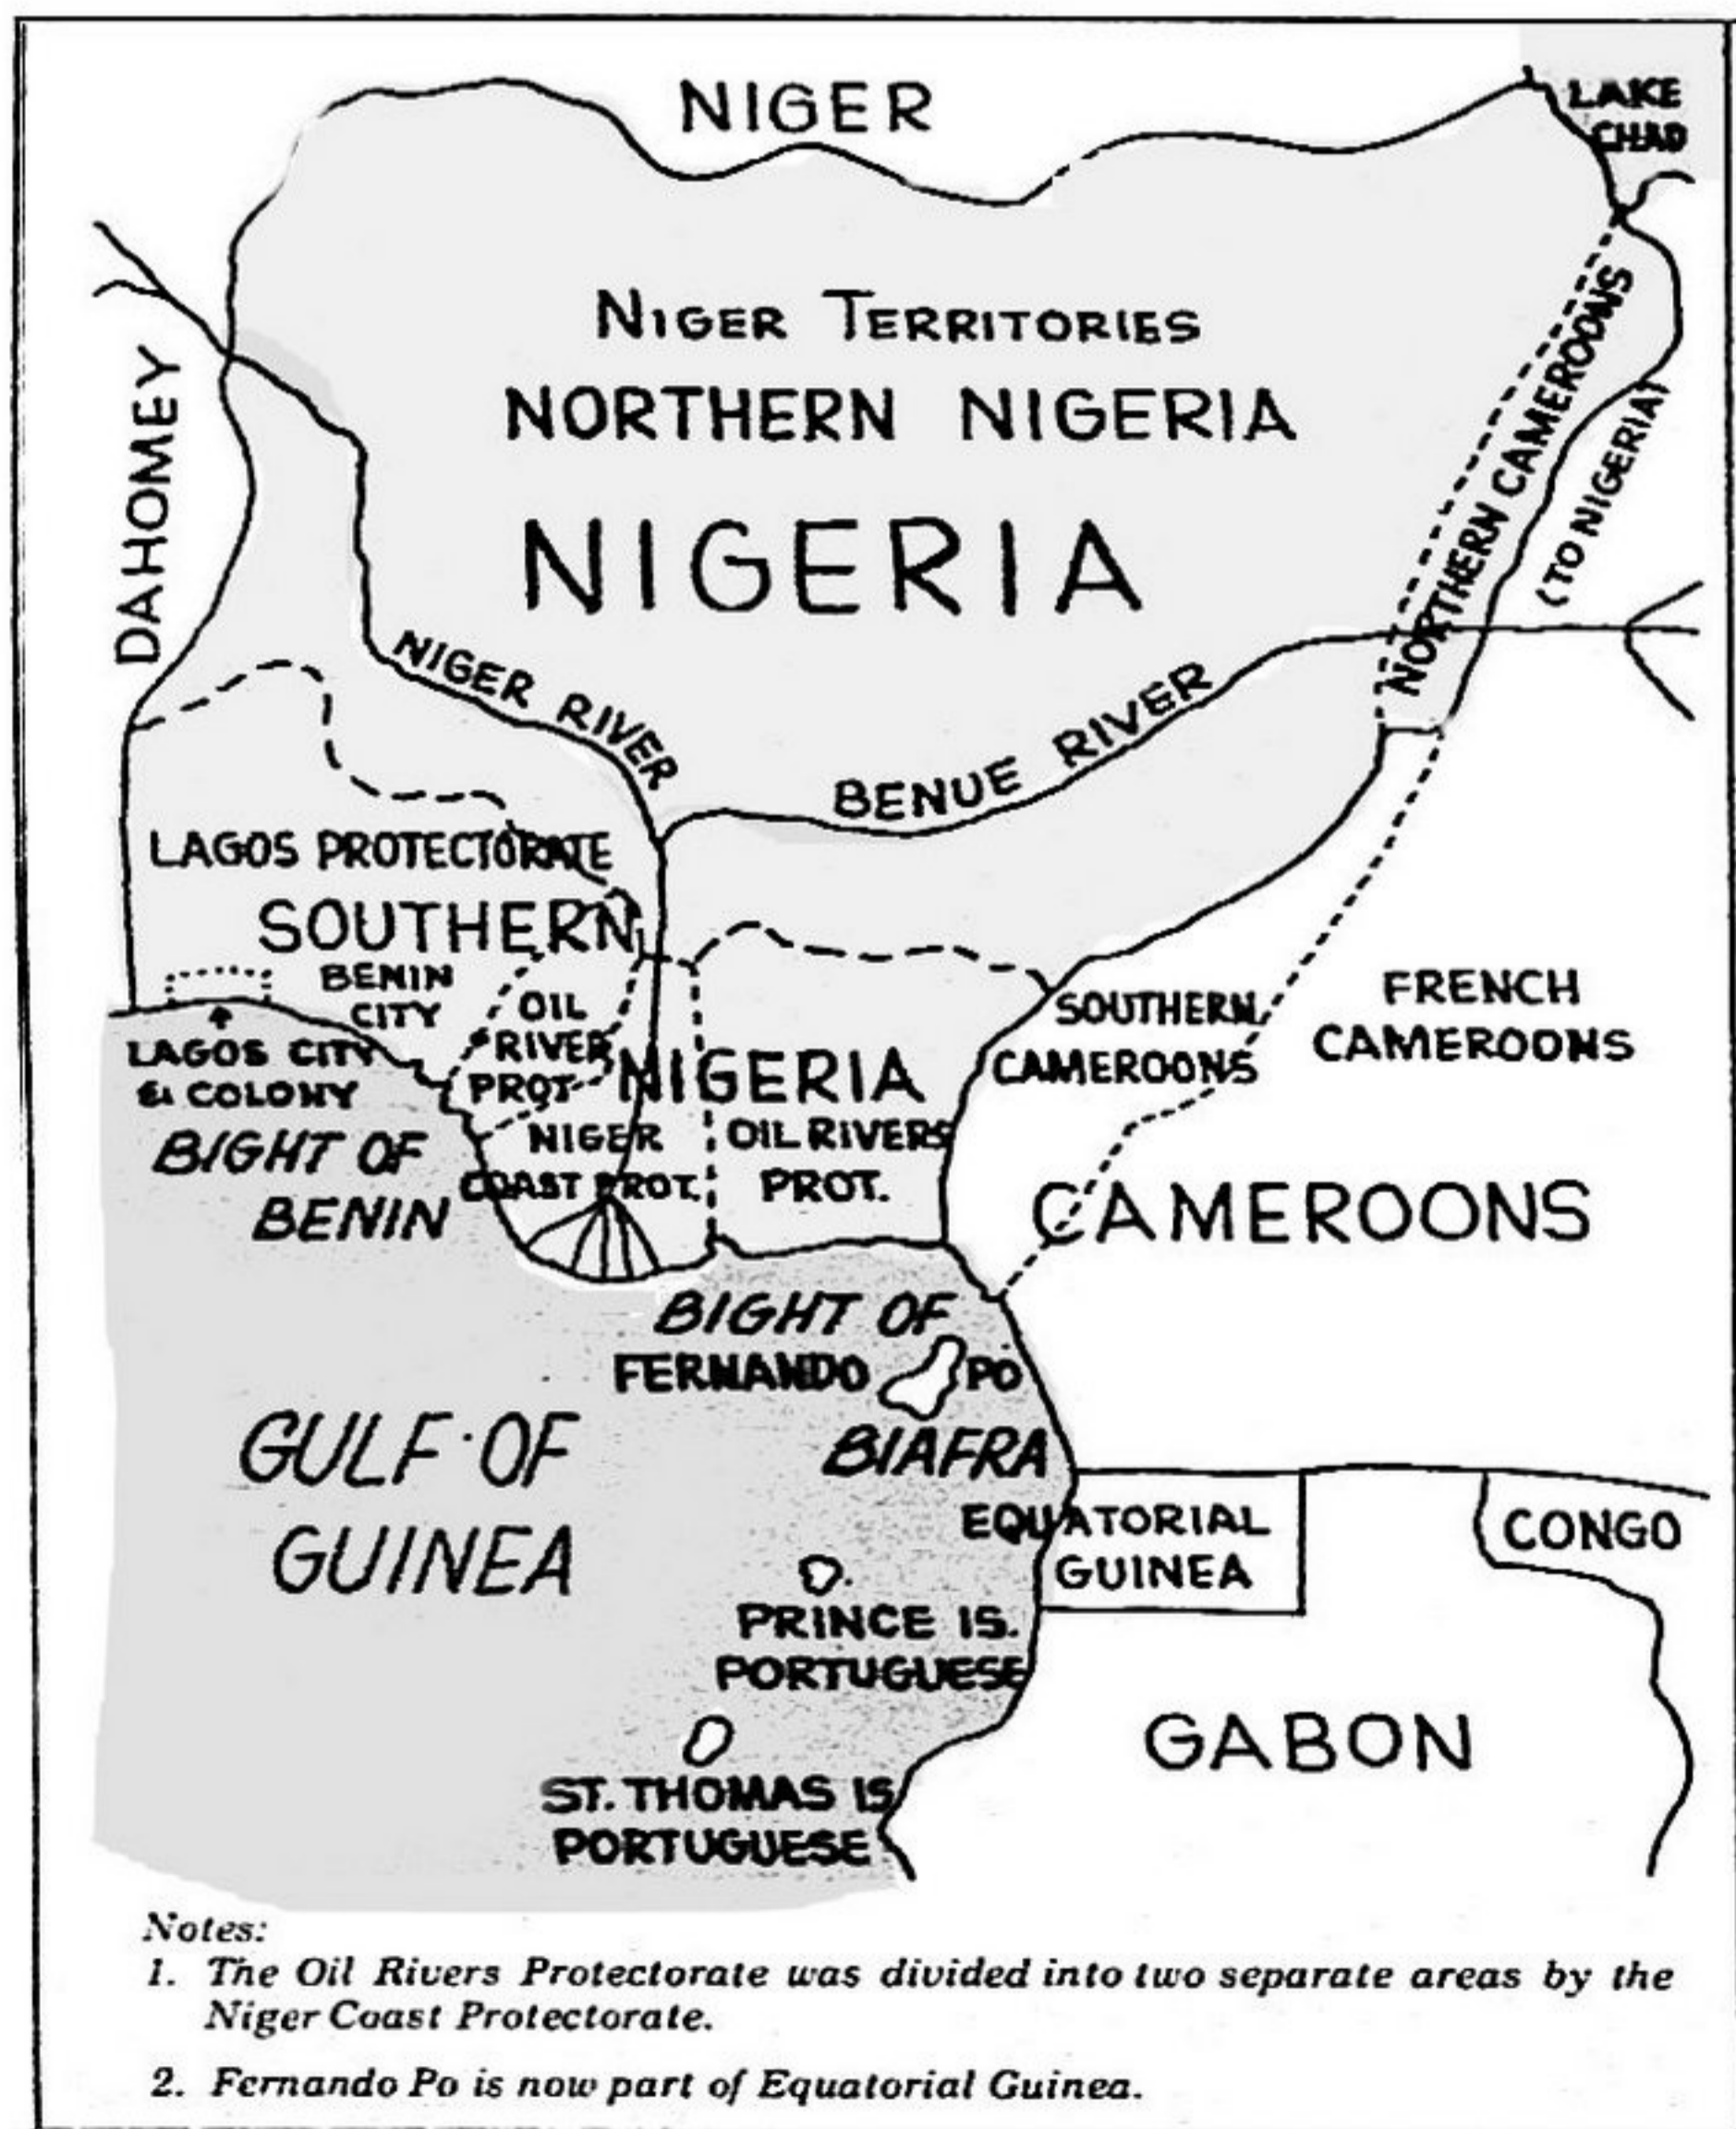 NIGER
LAKE
CHAD
NIGER TERRITORIES
NORTHERN NIGERIA
NIGERIA
NORTHERN CAMEROONS
(TO NIGERIA)
DAHOMEY
NIGER RIVER
BENUE RIVER
LAGOS PROTECTORATE
SOUTHERN
NIGERIA
BENIN
CITY
OIL
RIVER
PROT.
LAGOS CITY
& COLONY
NIGER
COAST PROT.
OIL RIVERS
PROT.
SOUTHERN
CAMEROONS
FRENCH
CAMEROONS
CAMEROONS
BIGHT OF
BENIN
BIGHT OF
BIAFRA
FERNANDO PO
GULF OF
GUINEA
EQUATORIAL
GUINEA
CONGO
PRINCE IS.
PORTUGUESE
GABON
ST. THOMAS IS
PORTUGUESE
Notes:
1. The Oil Rivers Protectorate was divided into two separate areas by the
Niger Coast Protectorate.
2. Fernando Po is now part of Equatorial Guinea.